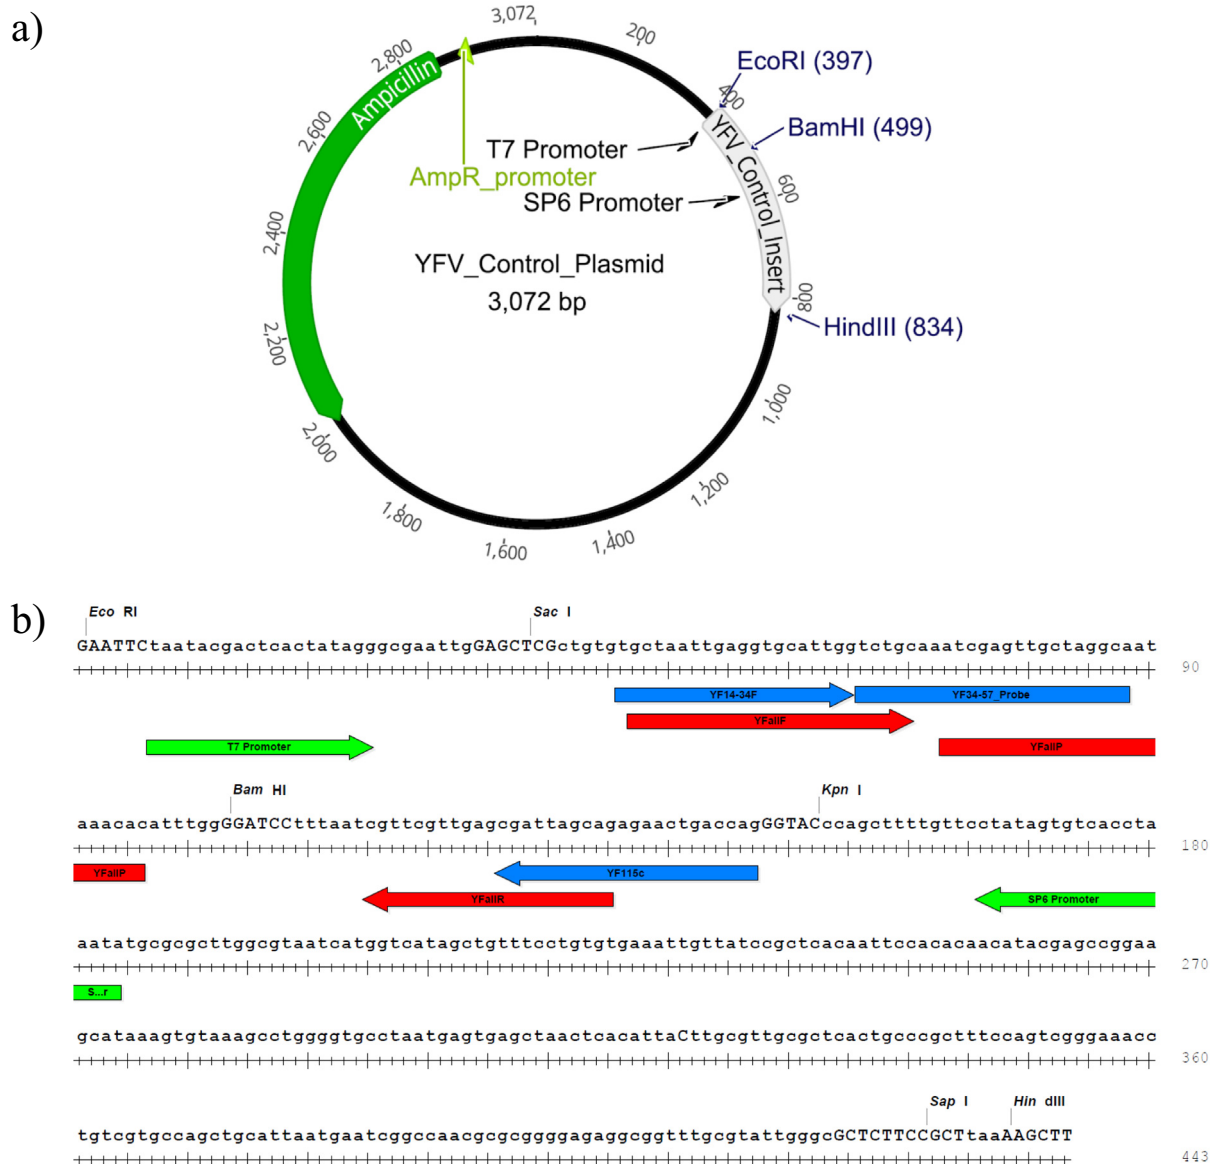 a)
3,072
200
EcoRI (397)
400
BamHI (499)
2,800
Ampicillin
T7 Promoter
YFV_Control_Insert
AmpR_promoter
SP6 Promoter
600
2,600
2,400
YFV_Control_Plasmid
3,072 bp
800
HindIII (834)
2,200
1,000
2,000
1,200
1,800
1,600
1,400
b)
Eco RI Sac I
GAATTCtaatacgactcactatagggcgaattgGAGCTCGctgtgtgctaattgaggtgcattggtctgcaaatcgagttgctaggcaat
90
YF14-34F YF34-57_Probe
YFallF
T7 Promoter YFallP
Bam HI Kpn I
aaacacatttggGGATCCtttaatcgttcgttgagcgattagcagagaactgaccagGGTACCcagcttttgttcctatagtgtcaccta
180
YFallP YF115c
YFallR SP6 Promoter
aatatgcgcgcttggcgtaatcatggtcatagctgtttcctgtgtgaaattgttatccgctcacaattccacacaacatacgagccggaa
270
S...r
gcataaagtgtaaagcctggggtgcctaatgagtgagctaactcacattaCttgcgttgcgctcactgcccgctttccagtcgggaaacc
360
Sap I Hin dIII
tgtcgtgccagctgcattaatgaatcggccaacgcgcggggagaggcggtttgcgtattgggcGCTCTTCCGCTTaaAAGCTT
443